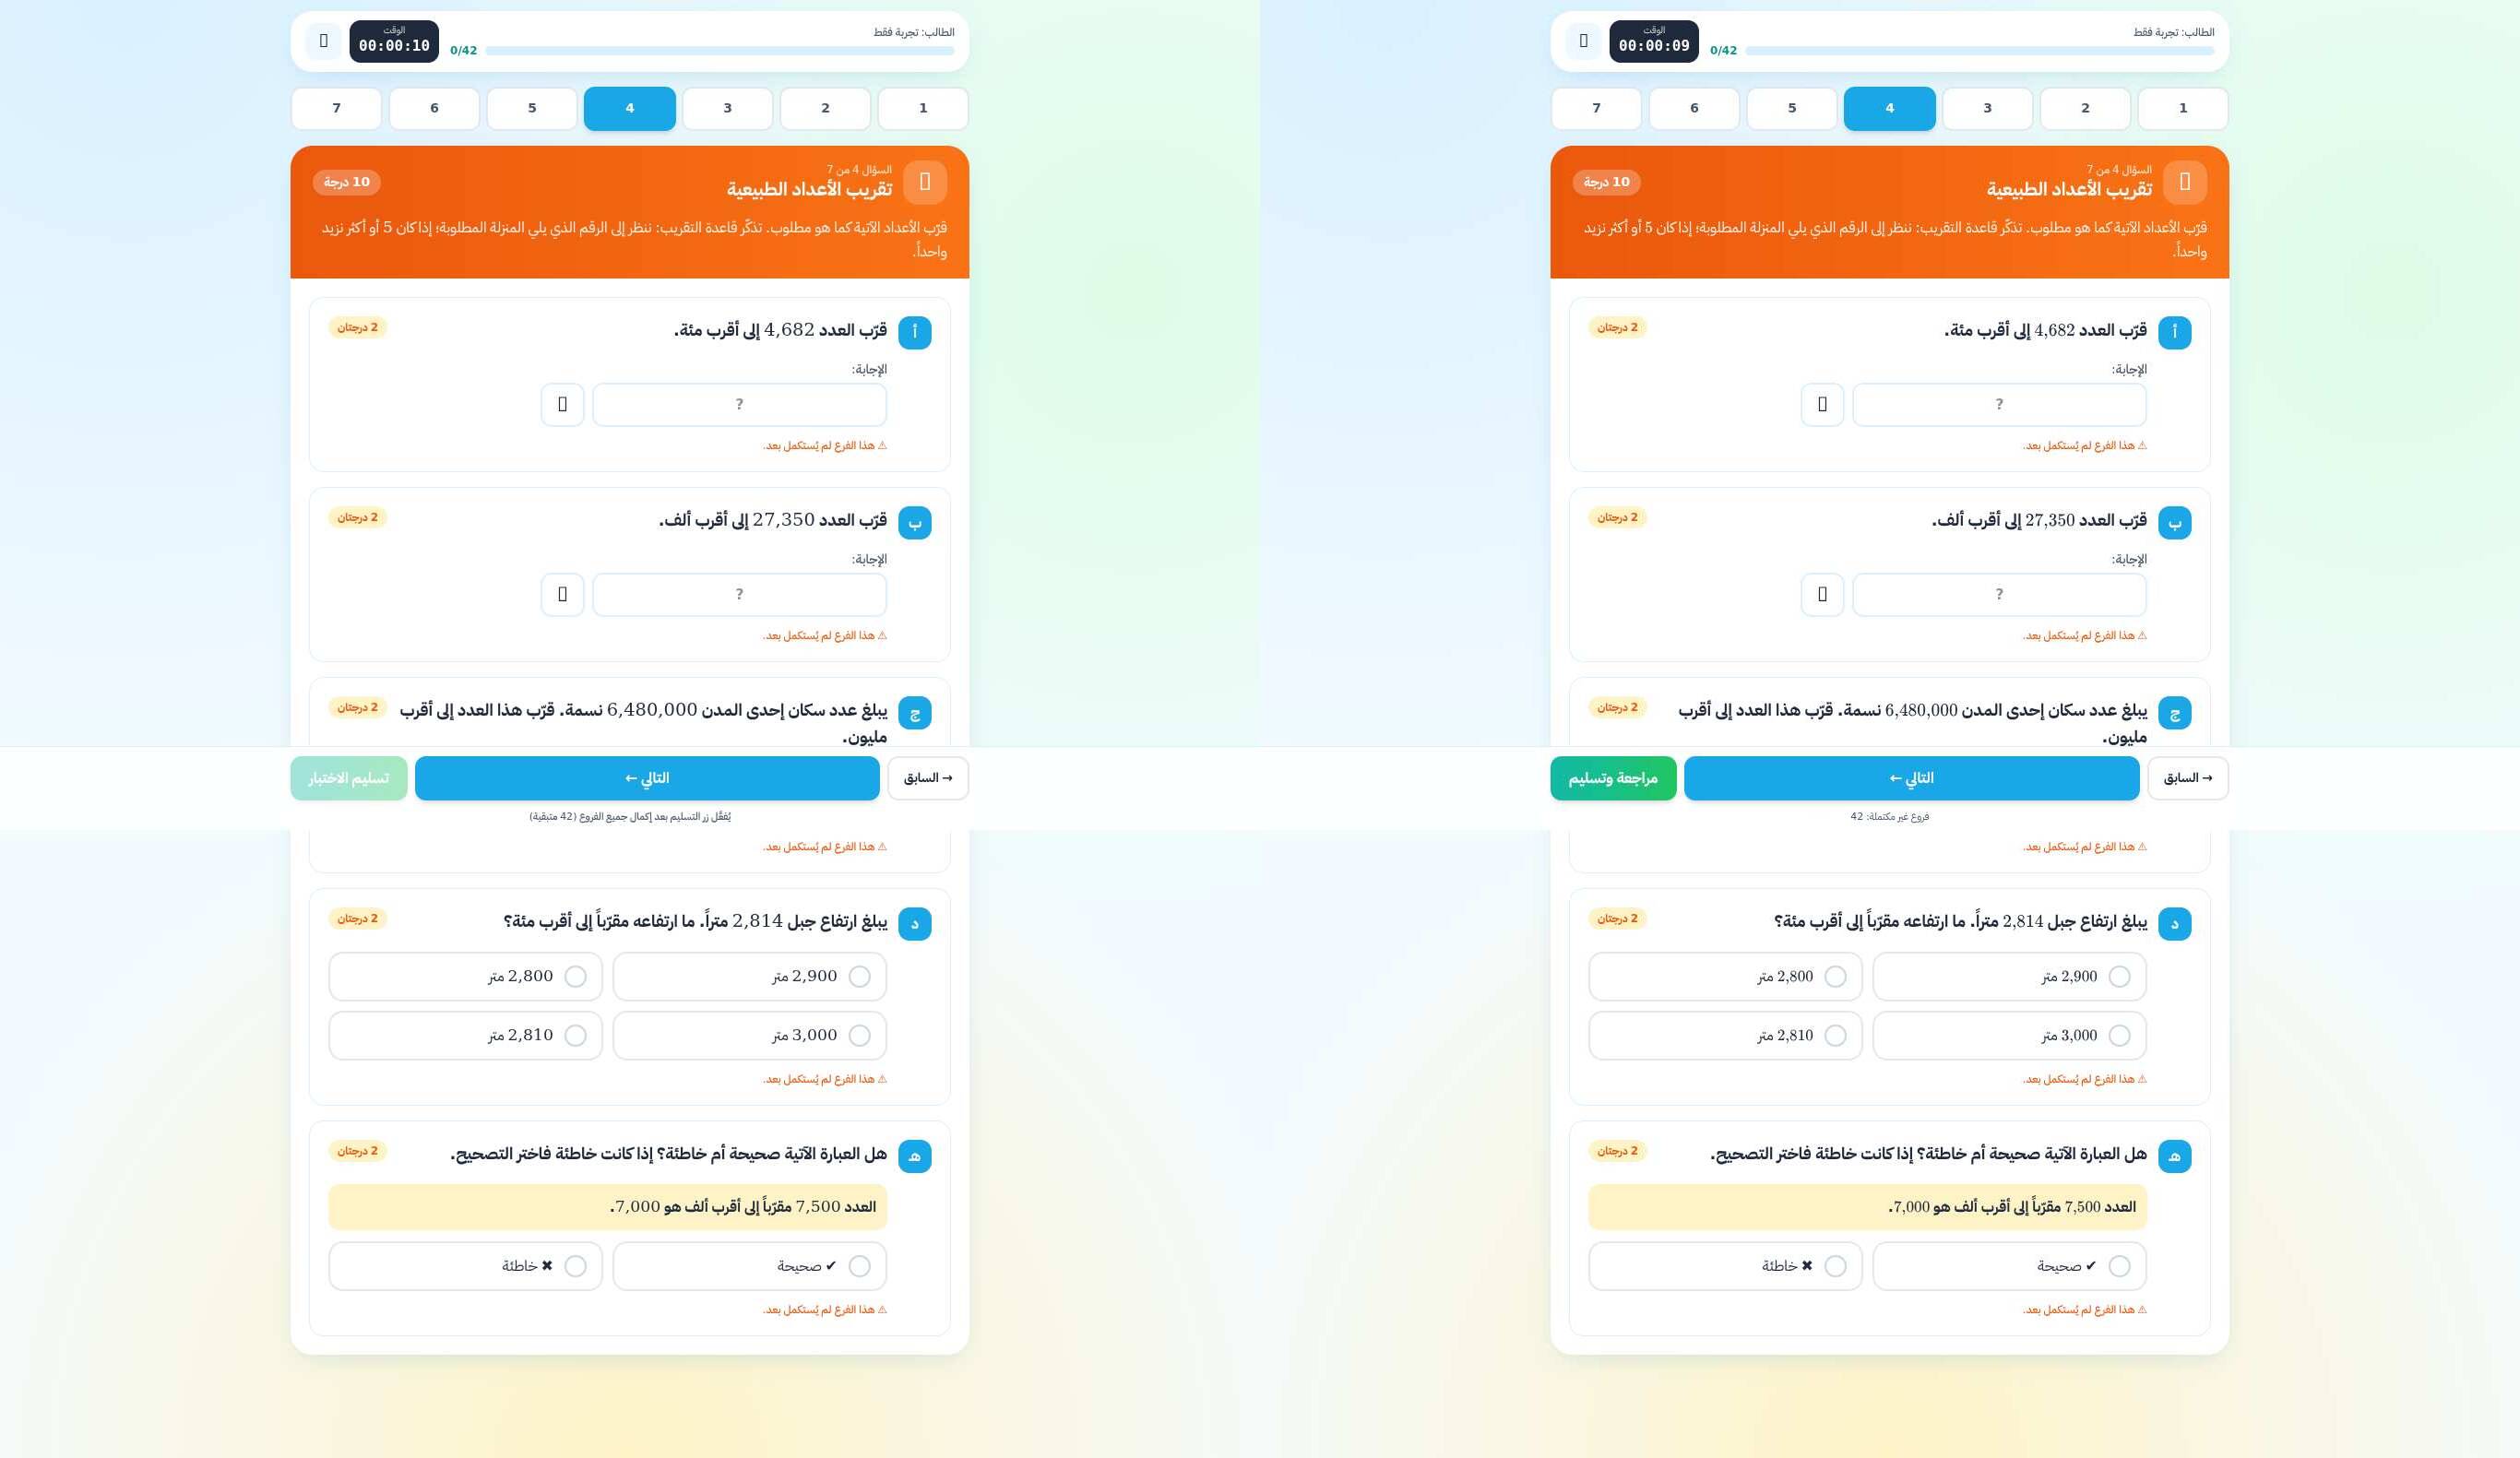 الطالب: تجربة فقط
0/42
الوقت
00:00:09
1
2
3
4
5
6
7
السؤال 4 من 7
تقريب الأعداد الطبيعية
10 درجة
قرّب الأعداد الآتية كما هو مطلوب. تذكّر قاعدة التقريب: ننظر إلى الرقم الذي يلي المنزلة المطلوبة؛ إذا كان 5 أو أكثر نزيد
واحداً.
أ
قرّب العدد 4,682 إلى أقرب مئة.
2 درجتان
الإجابة:
?
⚠ هذا الفرع لم يُستكمل بعد.
ب
قرّب العدد 27,350 إلى أقرب ألف.
2 درجتان
الإجابة:
?
⚠ هذا الفرع لم يُستكمل بعد.
ج
يبلغ عدد سكان إحدى المدن 6,480,000 نسمة. قرّب هذا العدد إلى أقرب
مليون.
2 درجتان
→ السابق
التالي ←
مراجعة وتسليم
فروع غير مكتملة: 42
⚠ هذا الفرع لم يُستكمل بعد.
د
يبلغ ارتفاع جبل 2,814 متراً. ما ارتفاعه مقرّباً إلى أقرب مئة؟
2 درجتان
2,900 متر
2,800 متر
3,000 متر
2,810 متر
⚠ هذا الفرع لم يُستكمل بعد.
هـ
هل العبارة الآتية صحيحة أم خاطئة؟ إذا كانت خاطئة فاختر التصحيح.
2 درجتان
العدد 7,500 مقرّباً إلى أقرب ألف هو 7,000.
✔ صحيحة
✖ خاطئة
⚠ هذا الفرع لم يُستكمل بعد.
الطالب: تجربة فقط
0/42
الوقت
00:00:10
1
2
3
4
5
6
7
السؤال 4 من 7
تقريب الأعداد الطبيعية
10 درجة
قرّب الأعداد الآتية كما هو مطلوب. تذكّر قاعدة التقريب: ننظر إلى الرقم الذي يلي المنزلة المطلوبة؛ إذا كان 5 أو أكثر نزيد
واحداً.
أ
قرّب العدد 4,682 إلى أقرب مئة.
2 درجتان
الإجابة:
?
⚠ هذا الفرع لم يُستكمل بعد.
ب
قرّب العدد 27,350 إلى أقرب ألف.
2 درجتان
الإجابة:
?
⚠ هذا الفرع لم يُستكمل بعد.
ج
يبلغ عدد سكان إحدى المدن 6,480,000 نسمة. قرّب هذا العدد إلى أقرب
مليون.
2 درجتان
→ السابق
التالي ←
تسليم الاختبار
يُفعَّل زر التسليم بعد إكمال جميع الفروع (42 متبقية)
⚠ هذا الفرع لم يُستكمل بعد.
د
يبلغ ارتفاع جبل 2,814 متراً. ما ارتفاعه مقرّباً إلى أقرب مئة؟
2 درجتان
2,900 متر
2,800 متر
3,000 متر
2,810 متر
⚠ هذا الفرع لم يُستكمل بعد.
هـ
هل العبارة الآتية صحيحة أم خاطئة؟ إذا كانت خاطئة فاختر التصحيح.
2 درجتان
العدد 7,500 مقرّباً إلى أقرب ألف هو 7,000.
✔ صحيحة
✖ خاطئة
⚠ هذا الفرع لم يُستكمل بعد.